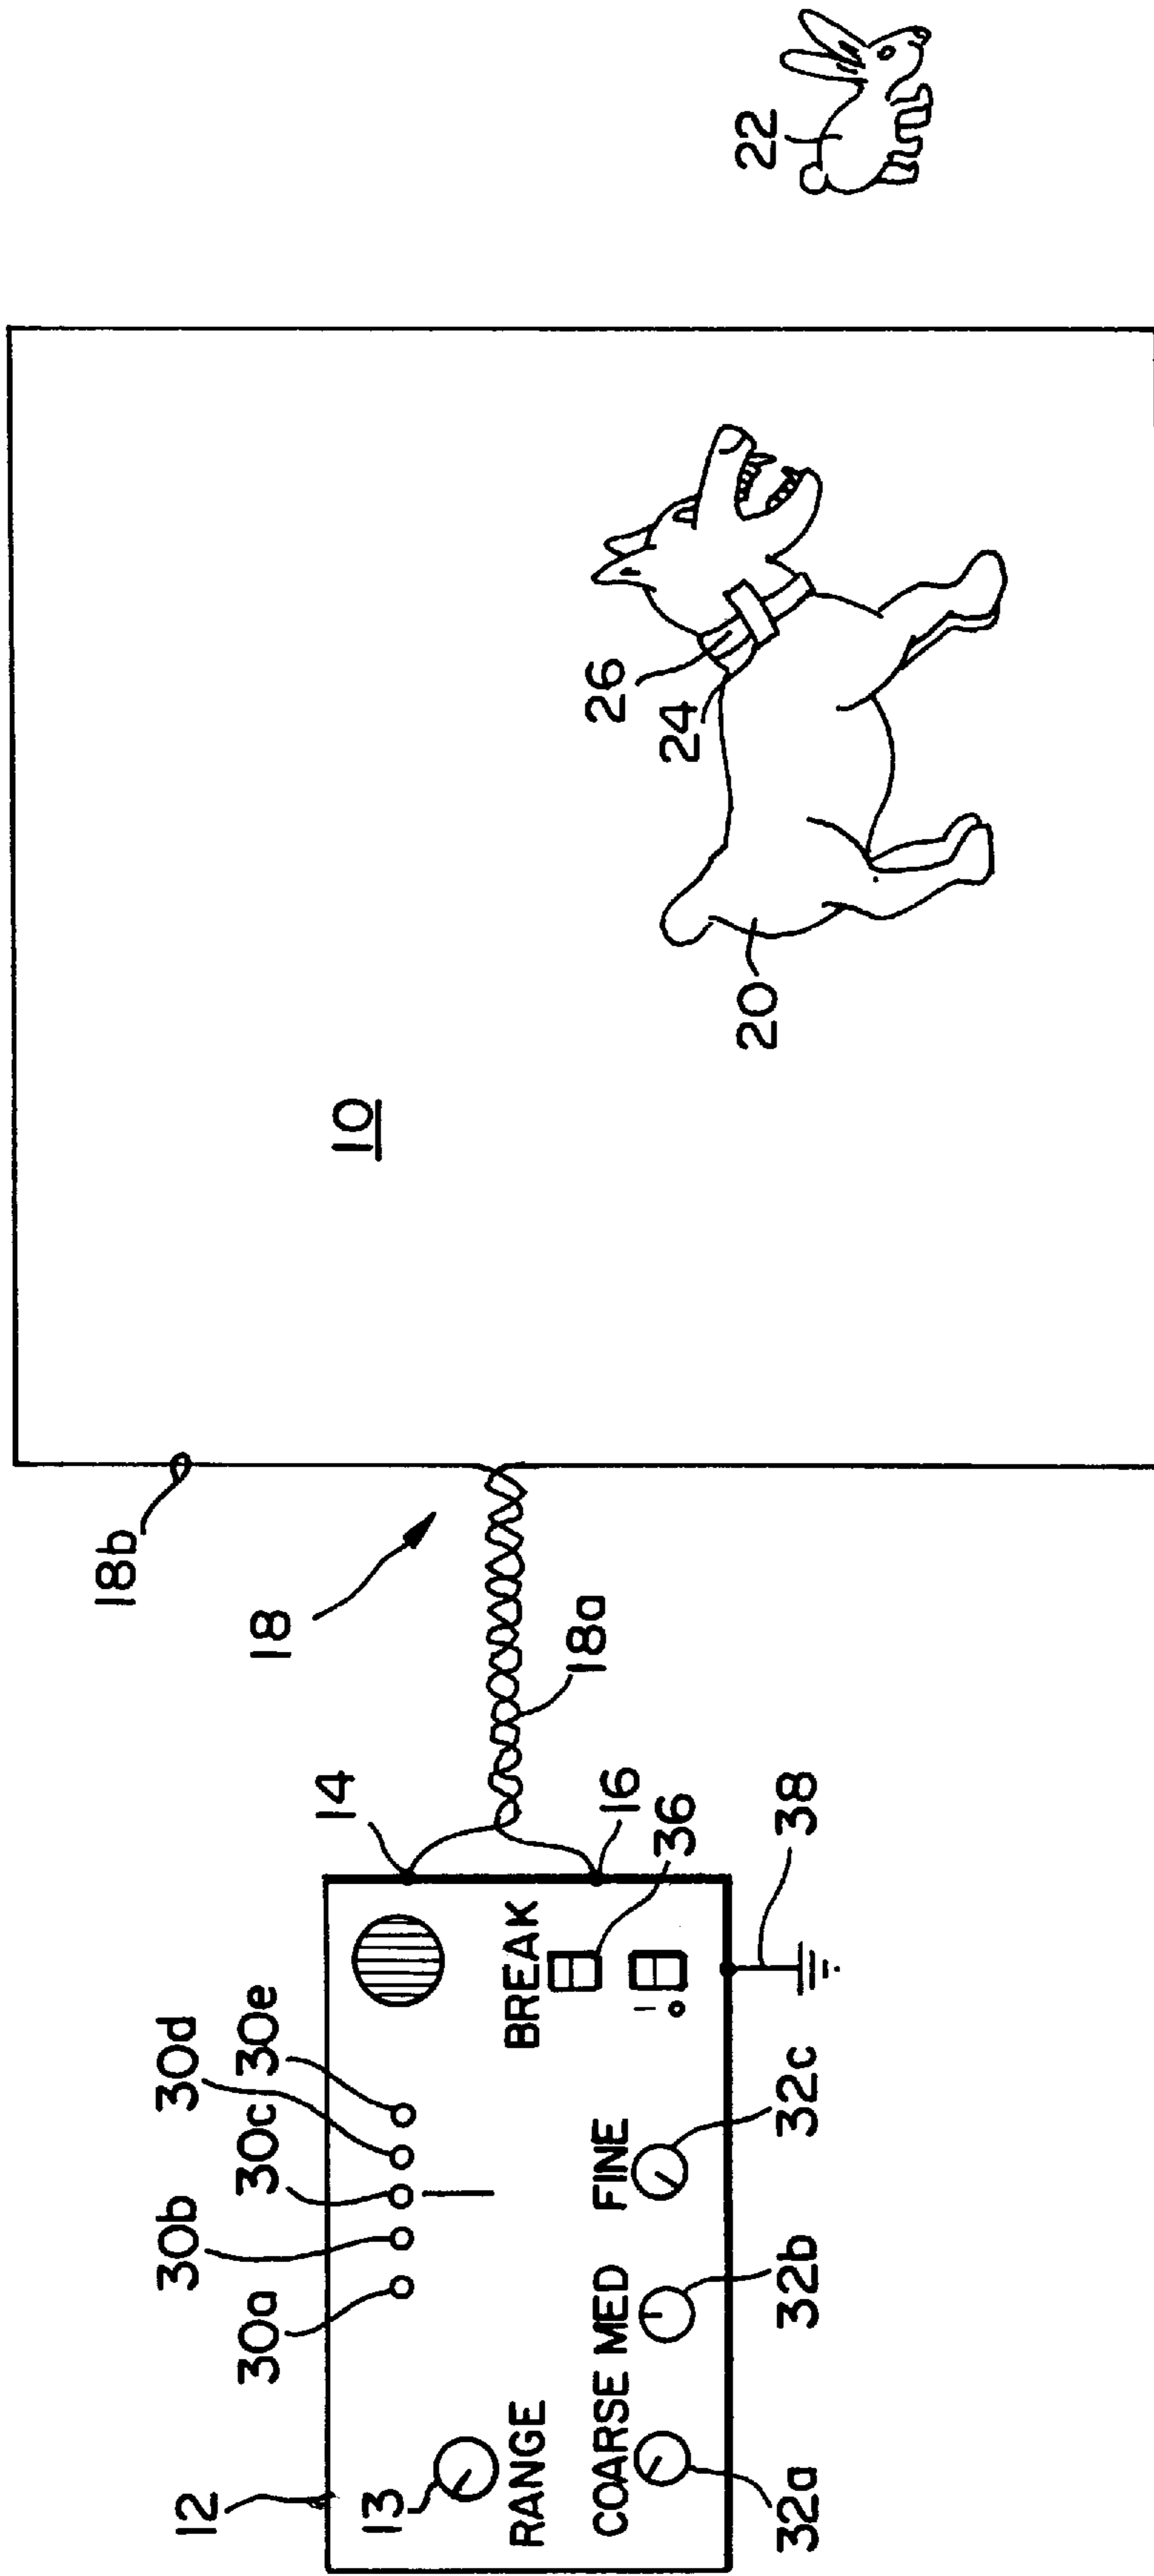 18b
12 30b 30d
30a 30c 30e 18
14 10
13
RANGE BREAK
18a 26
COARSE MED FINE 16
36 24
20 22
32a 32b 32c 38